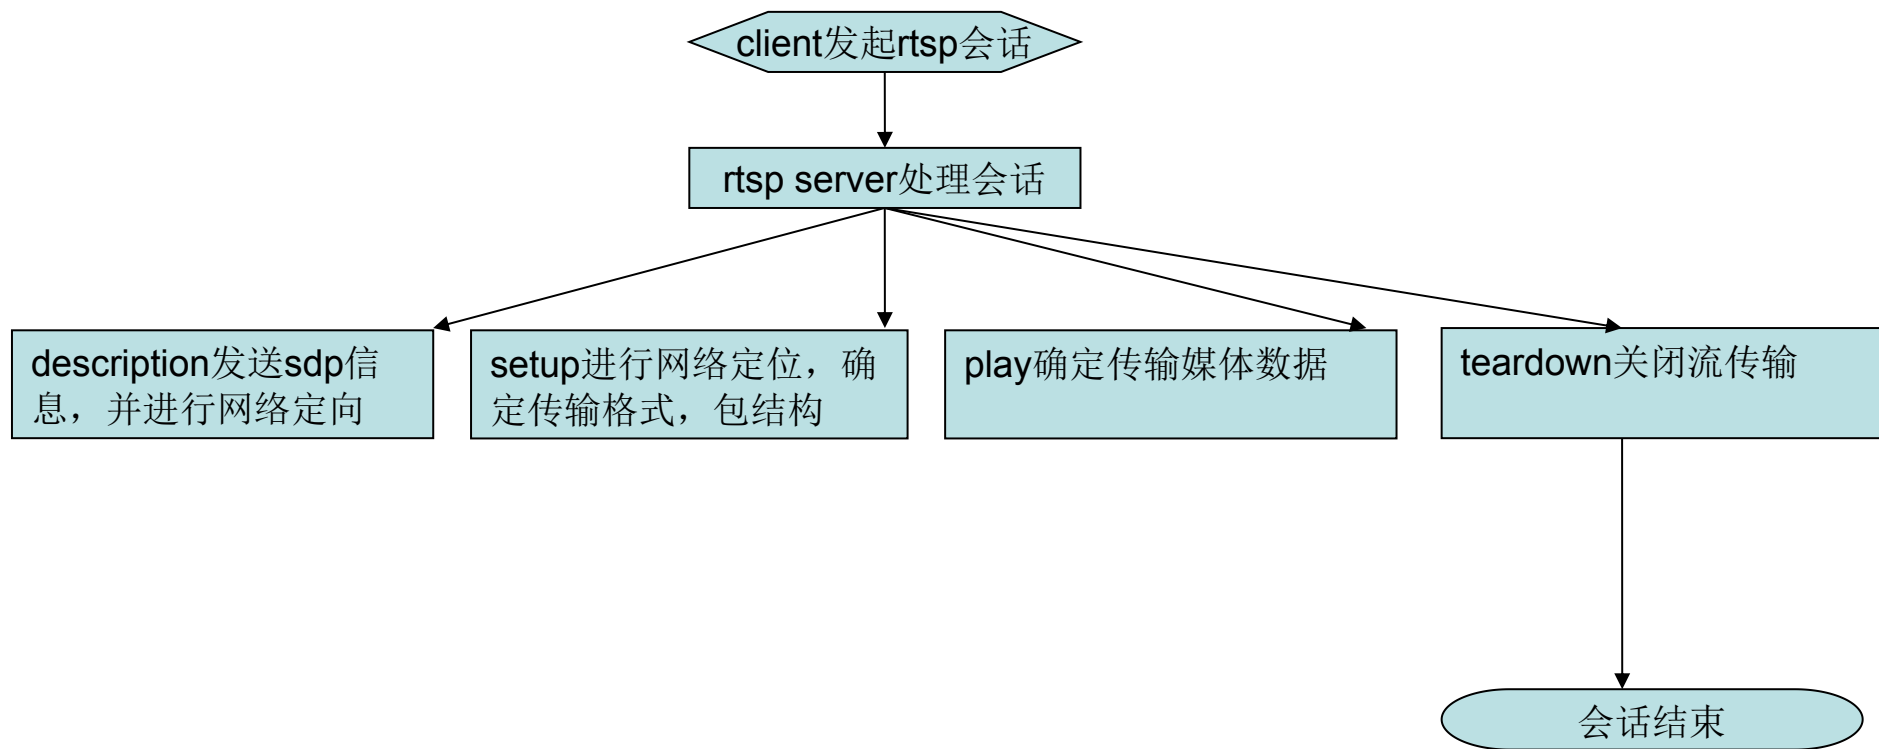 client发起rtsp会话
rtsp server处理会话
description发送sdp信
息，并进行网络定向
setup进行网络定位，确
定传输格式，包结构
play确定传输媒体数据
teardown关闭流传输
会话结束